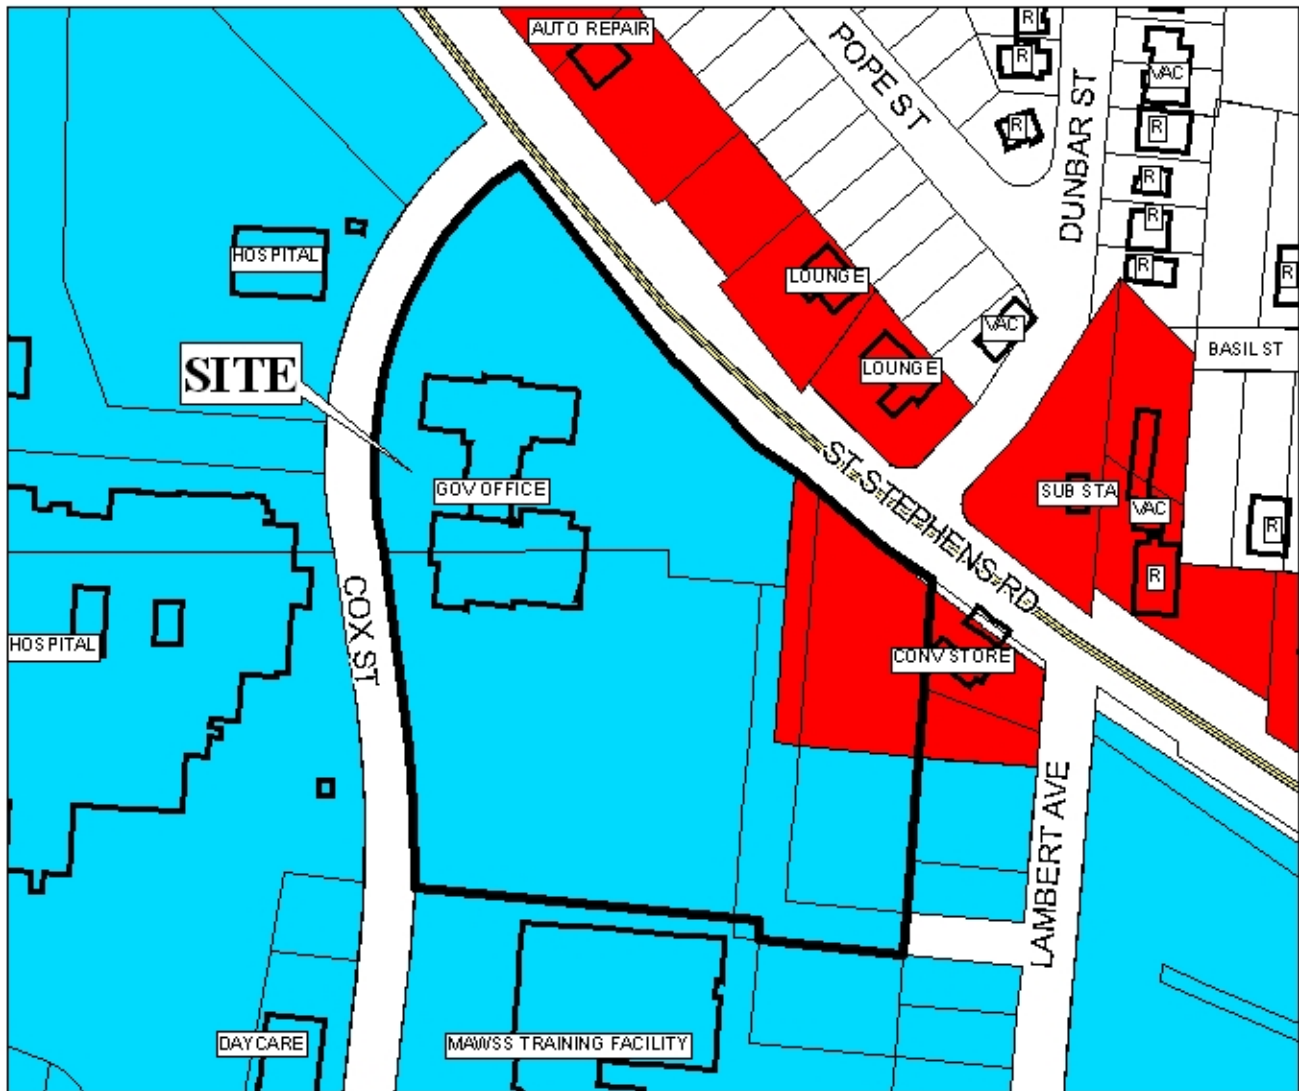 AUTO REPAIR
R
R
R
POPE ST
DUNBAR ST
VAC
R
R
R
R
HOSPITAL
LOUNGE
R
VAC
BASIL ST
LOUNGE
SITE
GOV OFFICE
ST STEPHENS RD
SUB STA
VAC
R
R
COX ST
HOSPITAL
CONV STORE
LAMBERT AVE
DAYCARE
MAWSS TRAINING FACILITY